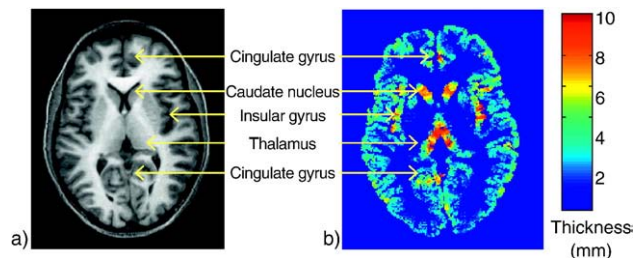 Cingulate gyrus
Caudate nucleus
Insular gyrus
Thalamus
Cingulate gyrus
a)
b)
10
8
6
4
2
Thickness
(mm)